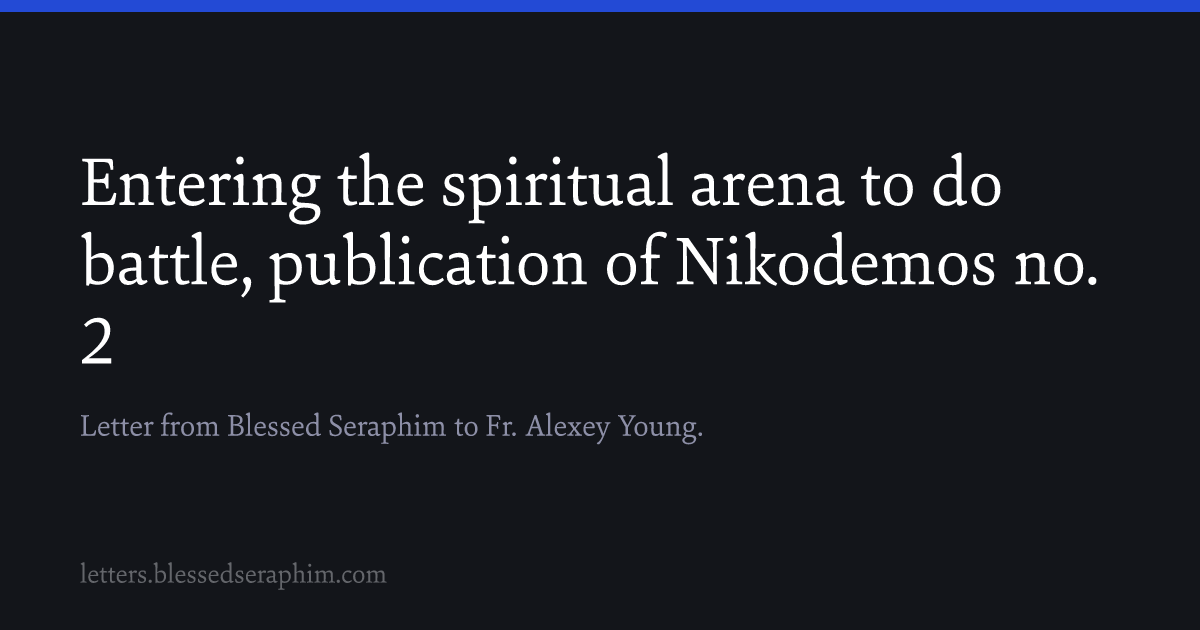 Entering the spiritual arena to do
battle, publication of Nikodemos no.
2
Letter from Blessed Seraphim to Fr. Alexey Young.
letters.blessedseraphim.com